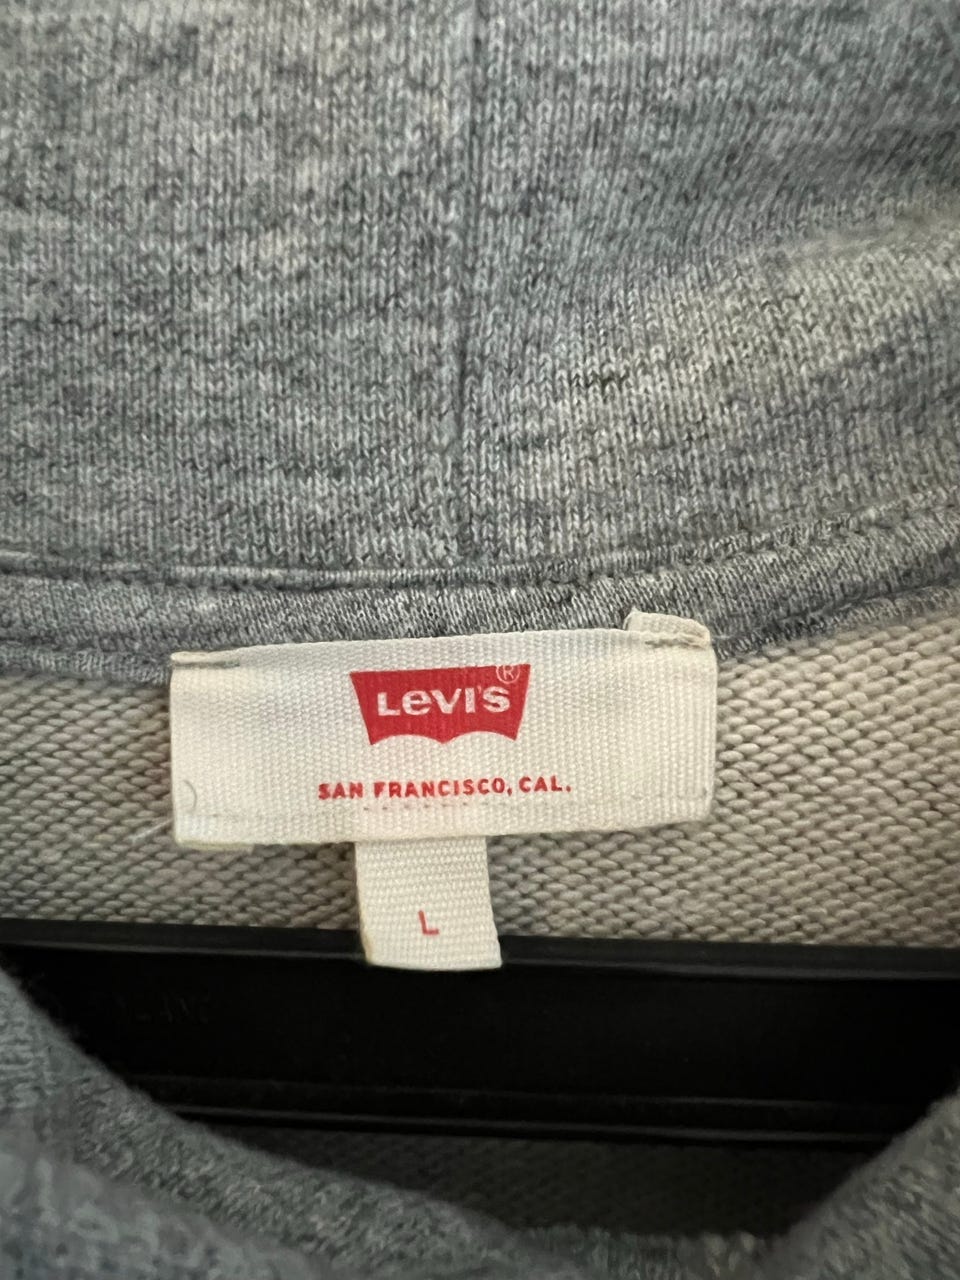 LEVI'S®
SAN FRANCISCO, CAL.
L